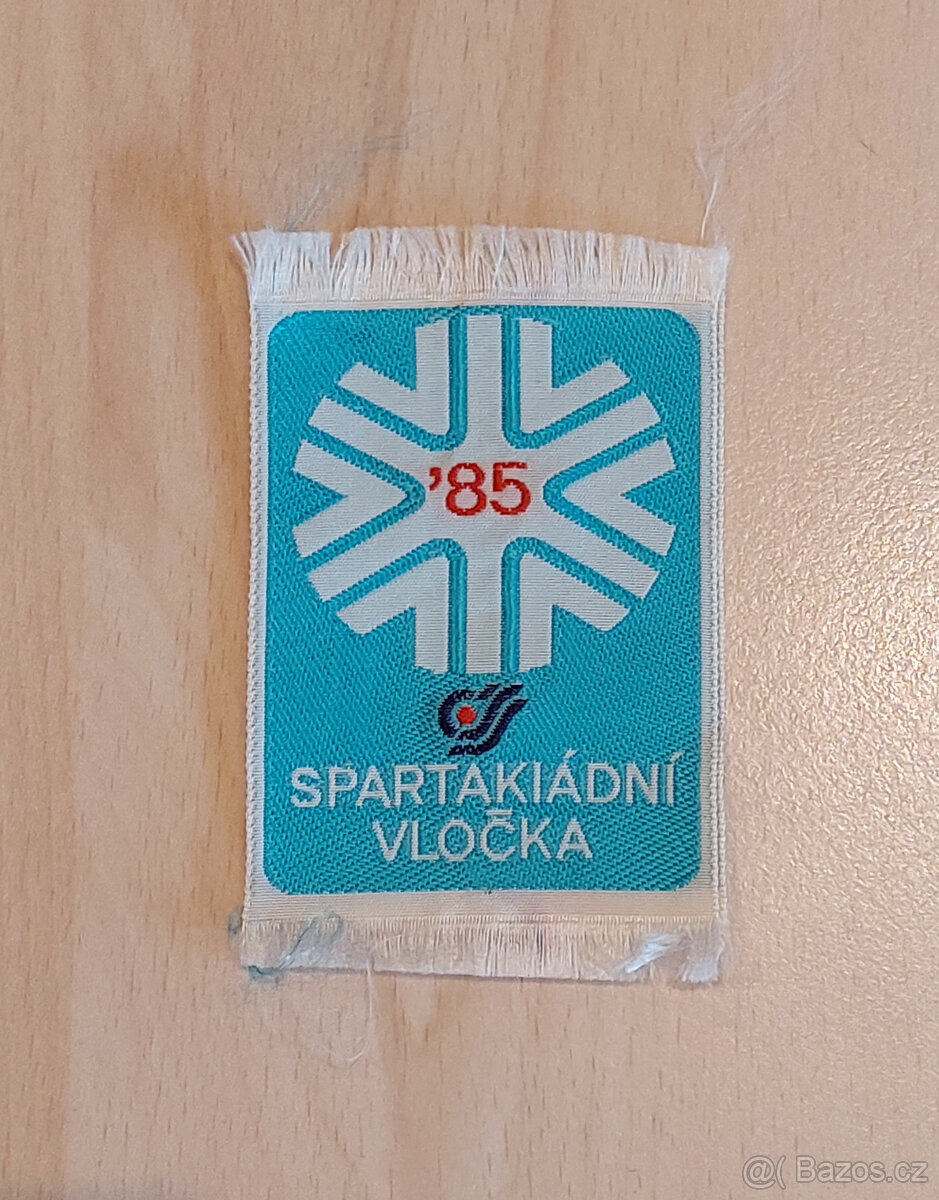 '85
SPARTAKIÁDNÍ
VLOČKA
@( Bazos.cz